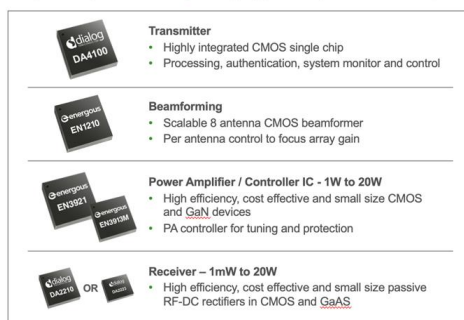 dialog
DA4100
Transmitter
• Highly integrated CMOS single chip
• Processing, authentication, system monitor and control
energous
EN1210
Beamforming
• Scalable 8 antenna CMOS beamformer
• Per antenna control to focus array gain
energous
EN3921
energous
EN3913M
Power Amplifier / Controller IC - 1W to 20W
• High efficiency, cost effective and small size CMOS
and GaN devices
• PA controller for tuning and protection
dialog
DA2210
OR
dialog
Receiver – 1mW to 20W
• High efficiency, cost effective and small size passive
RF-DC rectifiers in CMOS and GaAS